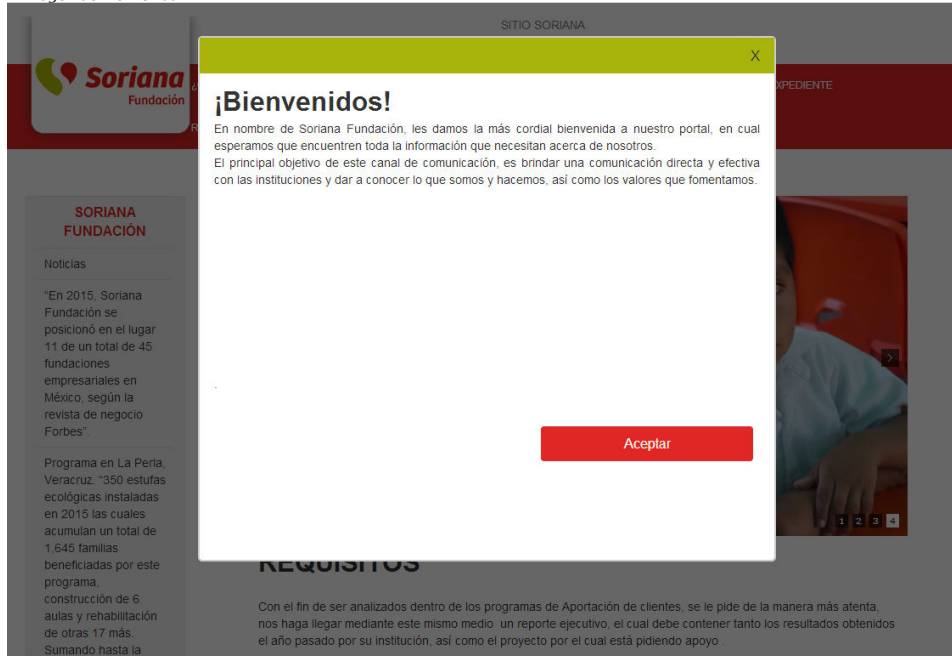 SITIO SORIANA
X
Soriana
Fundación
XPEDIENTE
¡Bienvenidos!
En nombre de Soriana Fundación, les damos la más cordial bienvenida a nuestro portal, en cual
esperamos que encuentren toda la información que necesitan acerca de nosotros.
El principal objetivo de este canal de comunicación, es brindar una comunicación directa y efectiva
con las instituciones y dar a conocer lo que somos y hacemos, así como los valores que fomentamos.
.
Aceptar
SORIANA
FUNDACIÓN
Noticias
"En 2015, Soriana
Fundación se
posicionó en el lugar
11 de un total de 45
fundaciones
empresariales en
México, según la
revista de negocio
Forbes".
Programa en La Perla,
Veracruz. "350 estufas
ecológicas instaladas
en 2015 las cuales
acumulan un total de
1,645 familias
beneficiadas por este
programa,
construcción de 6
aulas y rehabilitación
de otras 17 más.
Sumando hasta la
1 2 3 4
REQUISITOS
Con el fin de ser analizados dentro de los programas de Aportación de clientes, se le pide de la manera más atenta,
nos haga llegar mediante este mismo medio un reporte ejecutivo, el cual debe contener tanto los resultados obtenidos
el año pasado por su institución, así como el proyecto por el cual está pidiendo apoyo .